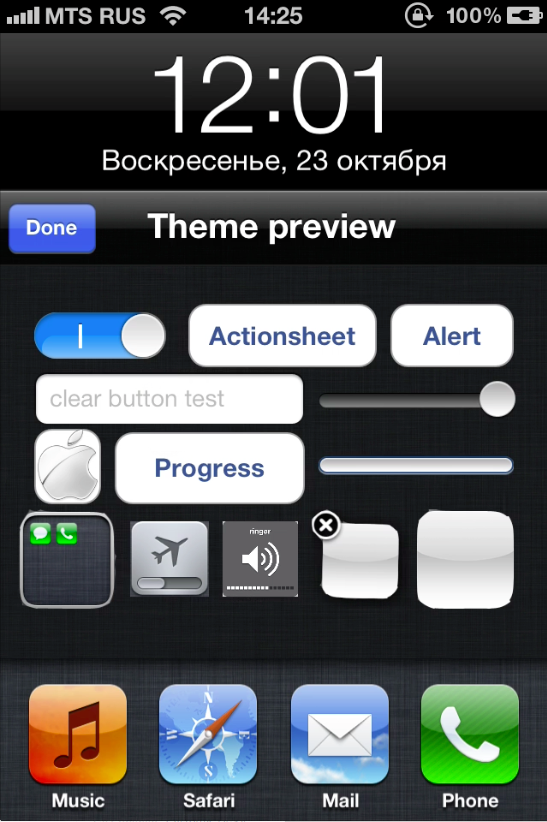 MTS RUS 14:25 100%
12:01
Воскресенье, 23 октября
Done Theme preview
Actionsheet Alert
clear button test
Progress
ringer
Music Safari Mail Phone